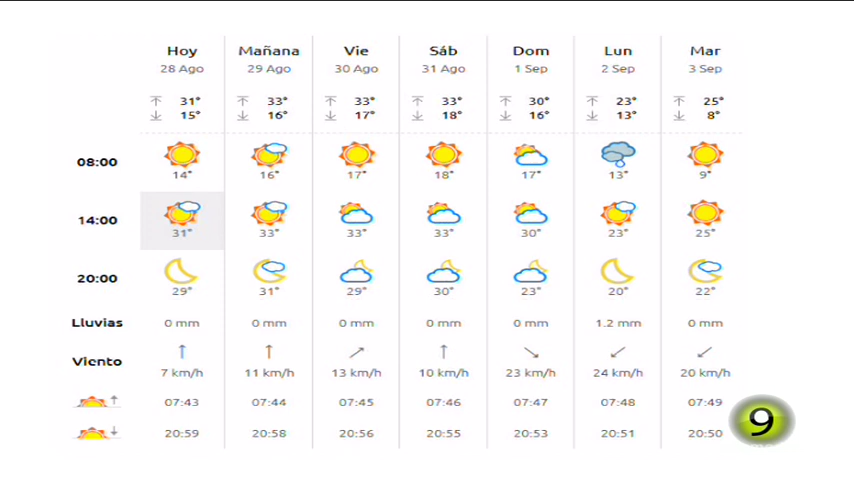 Hoy Mañana Vie Sáb Dom Lun Mar
28 Ago 29 Ago 30 Ago 31 Ago 1 Sep 2 Sep 3 Sep
31° 33° 33° 33° 30° 23° 25°
15° 16° 17° 18° 16° 13° 8°
08:00 14° 16° 17° 18° 17° 13° 9°
14:00 31° 33° 33° 33° 30° 23° 25°
20:00 29° 31° 29° 30° 23° 20° 22°
Lluvias 0 mm 0 mm 0 mm 0 mm 0 mm 1.2 mm 0 mm
Viento 7 km/h 11 km/h 13 km/h 10 km/h 23 km/h 24 km/h 20 km/h
07:43 07:44 07:45 07:46 07:47 07:48 07:49
20:59 20:58 20:56 20:55 20:53 20:51 20:50
9